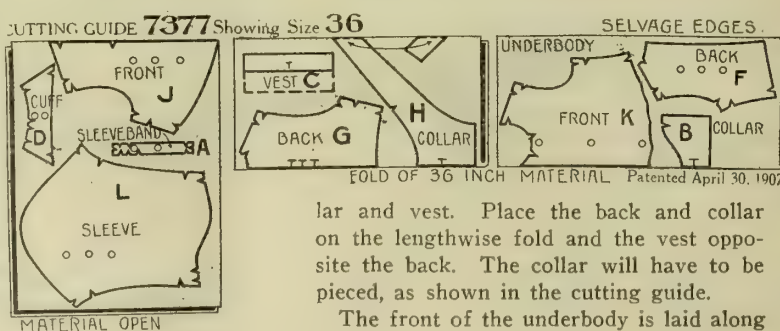 CUTTING GUIDE 7377 Showing Size 36
SELVAGE EDGES.
FRONT
J
CUFF
D
SLEEVEBAND
A
L
SLEEVE
MATERIAL OPEN
T
VEST C
BACK G
TTTT
H
COLLAR
T
UNDERBODY
FRONT K
BACK
F
B
COLLAR
T
FOLD OF 36 INCH MATERIAL Patented April 30, 1907
lar and vest. Place the back and collar
on the lengthwise fold and the vest oppo-
site the back. The collar will have to be
pieced, as shown in the cutting guide.
The front of the underbody is laid along